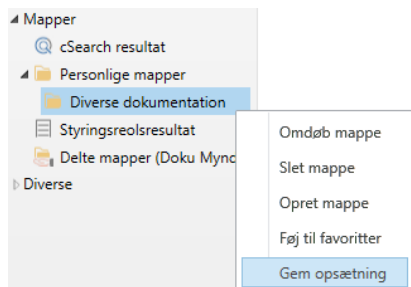 Mapper
cSearch resultat
Personlige mapper
Diverse dokumentation
Styringsreolsresultat
Delte mapper (Doku Mync
Diverse
Omdøb mappe
Slet mappe
Opret mappe
Føj til favoritter
Gem opsætning